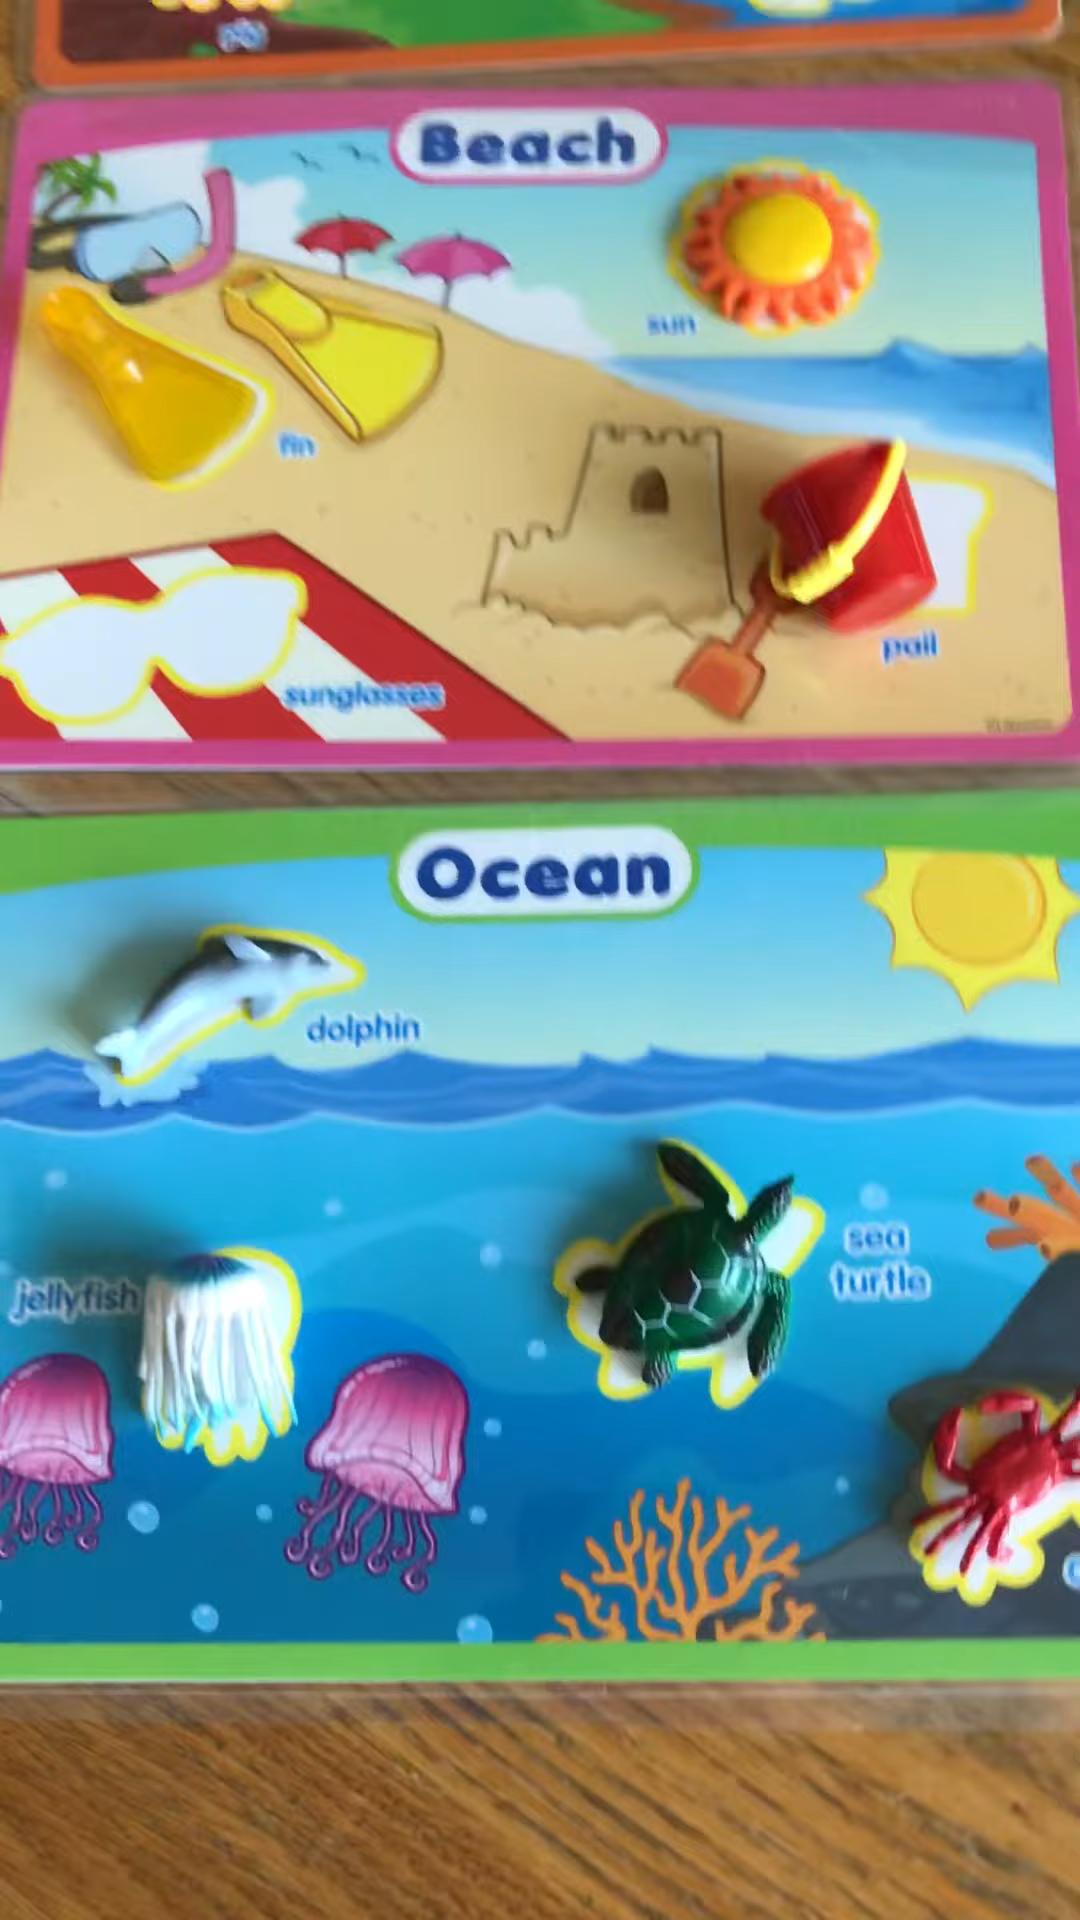 Beach
sun
fin
pail
sunglasses
Ocean
dolphin
sea
turtle
jellyfish